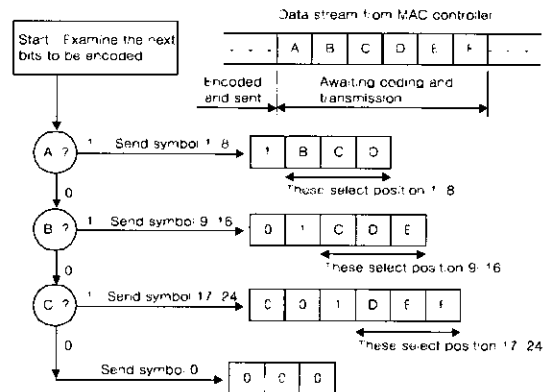 Data stream from MAC controller
Start Examine the next
bits to be encoded
. . . A B C D E F . . .
Encoded
and sent
Awaiting coding and
transmission
A ? 1 Send symbol 1 8 1 B C D
These select position 1 8
0
B ? 1 Send symbol 9 16 0 1 C D E
These select position 9 16
0
C ? 1 Send symbol 17 24 0 0 1 D E F
These select position 17 24
0
Send symbol 0 0 0 0